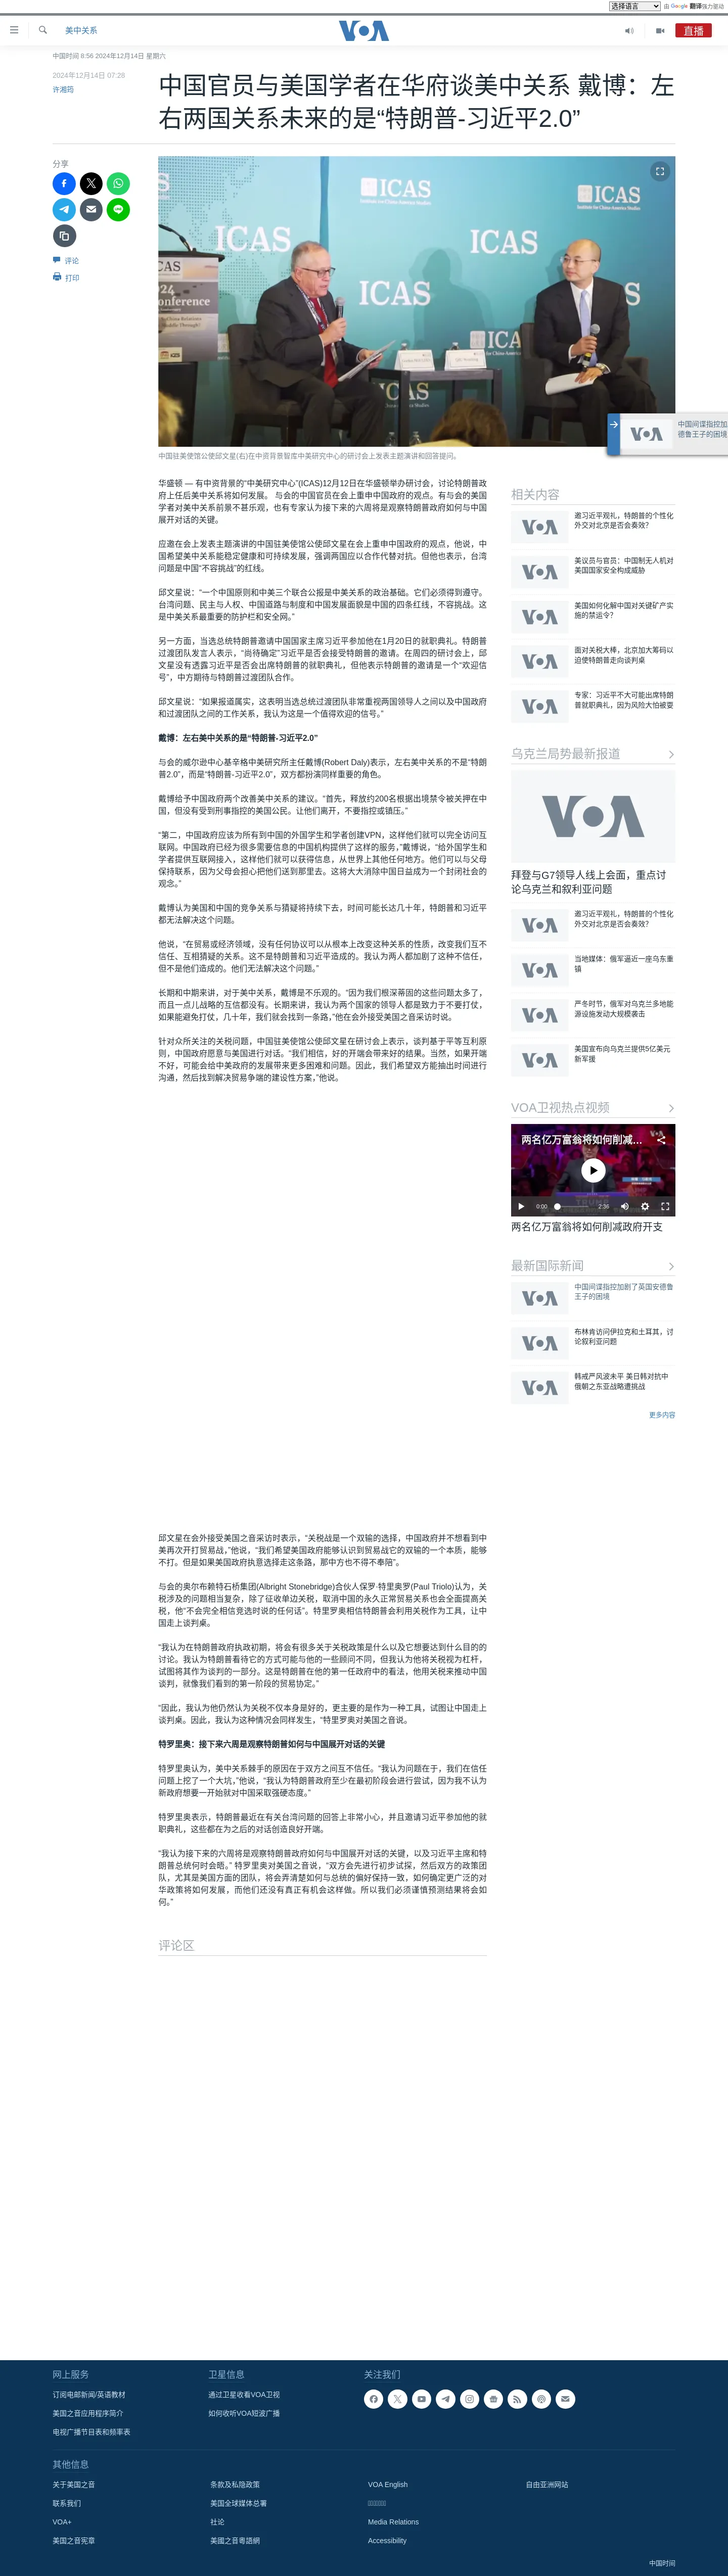 选择语言 由 Google 翻译强力驱动
美中关系
VOA
直播
中国时间 8:56 2024年12月14日 星期六
2024年12月14日 07:26
许湘筠
中国官员与美国学者在华府谈美中关系 戴博：左
右两国关系未来的是“特朗普-习近平2.0”
分享
评论
打印
ICAS
Institute for China-America Studies
ICAS
Institute for China-America Studies
中国驻美使馆公使邱文星(右)在中资背景智库中美研究中心的研讨会上发表主题演讲和回答提问。
中国间谍指控加
德鲁王子的困境
华盛顿 — 有中资背景的“中美研究中心”(ICAS)12月12日在华盛顿举办研讨会，讨论特朗普政
府上任后美中关系将如何发展。 与会的中国官员在会上重申中国政府的观点。有与会的美国
学者对美中关系前景不甚乐观，也有专家认为接下来的六周将是观察特朗普政府如何与中国
展开对话的关键。
应邀在会上发表主题演讲的中国驻美使馆公使邱文星在会上重申中国政府的观点，他说，中
国希望美中关系能稳定健康和可持续发展，强调两国应以合作代替对抗。但他也表示，台湾
问题是中国“不容挑战”的红线。
邱文星说：“一个中国原则和中美三个联合公报是中美关系的政治基础。它们必须得到遵守。
台湾问题、民主与人权、中国道路与制度和中国发展面貌是中国的四条红线，不容挑战。这
是中美关系最重要的防护栏和安全网。”
另一方面，当选总统特朗普邀请中国国家主席习近平参加他在1月20日的就职典礼。特朗普
过渡团队发言人表示，“尚待确定”习近平是否会接受特朗普的邀请。在周四的研讨会上，邱
文星没有透露习近平是否会出席特朗普的就职典礼，但他表示特朗普的邀请是一个“欢迎信
号”，中方期待与特朗普过渡团队合作。
邱文星说：“如果报道属实，这表明当选总统过渡团队非常重视两国领导人之间以及中国政府
和过渡团队之间的工作关系，我认为这是一个值得欢迎的信号。”
戴博：左右美中关系的是“特朗普-习近平2.0”
与会的威尔逊中心基辛格中美研究所主任戴博(Robert Daly)表示，左右美中关系的不是“特朗
普2.0”，而是“特朗普-习近平2.0”，双方都扮演同样重要的角色。
戴博给予中国政府两个改善美中关系的建议。“首先，释放约200名根据出境禁令被关押在中
国，但没有受到刑事指控的美国公民。让他们离开，不要指控或镇压。”
“第二，中国政府应该为所有到中国的外国学生和学者创建VPN，这样他们就可以完全访问互
联网。中国政府已经为很多需要信息的中国机构提供了这样的服务，”戴博说，“给外国学生和
学者提供互联网接入，这样他们就可以获得信息，从世界上其他任何地方。他们可以与父母
保持联系，因为父母会担心把他们送到那里去。这将大大消除中国日益成为一个封闭社会的
观念。”
戴博认为美国和中国的竞争关系与猜疑将持续下去，时间可能长达几十年，特朗普和习近平
都无法解决这个问题。
他说，“在贸易或经济领域，没有任何协议可以从根本上改变这种关系的性质，改变我们互不
信任、互相猜疑的关系。这不是特朗普和习近平造成的。我认为两人都加剧了这种不信任，
但不是他们造成的。他们无法解决这个问题。”
长期和中期来讲，对于美中关系，戴博是不乐观的。“因为我们根深蒂固的这些问题太多了，
而且一点儿战略的互信都没有。长期来讲，我认为两个国家的领导人都是致力于不要打仗，
如果能避免打仗，几十年，我们就会找到一条路，”他在会外接受美国之音采访时说。
针对众所关注的关税问题，中国驻美使馆公使邱文星在研讨会上表示，谈判基于平等互利原
则，中国政府愿意与美国进行对话。“我们相信，好的开端会带来好的结果。当然，如果开端
不好，可能会给中美政府的发展带来更多困难和问题。因此，我们希望双方能抽出时间进行
沟通，然后找到解决贸易争端的建设性方案，”他说。
邱文星在会外接受美国之音采访时表示，“关税战是一个双输的选择，中国政府并不想看到中
美再次开打贸易战，”他说，“我们希望美国政府能够认识到贸易战它的双输的一个本质，能够
不打。但是如果美国政府执意选择走这条路，那中方也不得不奉陪”。
与会的奥尔布赖特石桥集团(Albright Stonebridge)合伙人保罗·特里奥罗(Paul Triolo)认为，关
税涉及的问题相当复杂，除了征收单边关税，取消中国的永久正常贸易关系也会全面提高关
税，他“不会完全相信竞选时说的任何话”。特里罗奥相信特朗普会利用关税作为工具，让中
国走上谈判桌。
“我认为在特朗普政府执政初期，将会有很多关于关税政策是什么以及它想要达到什么目的的
讨论。我认为特朗普看待它的方式可能与他的一些顾问不同，但我认为他将关税视为杠杆，
试图将其作为谈判的一部分。这是特朗普在他的第一任政府中的看法，他用关税来推动中国
谈判，就像我们看到的第一阶段的贸易协定。”
“因此，我认为他仍然认为关税不仅本身是好的，更主要的是作为一种工具，试图让中国走上
谈判桌。因此，我认为这种情况会同样发生，”特里罗奥对美国之音说。
特罗里奥：接下来六周是观察特朗普如何与中国展开对话的关键
特罗里奥认为，美中关系棘手的原因在于双方之间互不信任。“我认为问题在于，我们在信任
问题上挖了一个大坑，”他说，“我认为特朗普政府至少在最初阶段会进行尝试，因为我不认为
新政府想要一开始就对中国采取强硬态度。”
特罗里奥表示，特朗普最近在有关台湾问题的回答上非常小心，并且邀请习近平参加他的就
职典礼，这些都在为之后的对话创造良好开端。
“我认为接下来的六周将是观察特朗普政府如何与中国展开对话的关键，以及习近平主席和特
朗普总统何时会晤。” 特罗里奥对美国之音说，“双方会先进行初步试探，然后双方的政策团
队，尤其是美国方面的团队，将会弄清楚如何与总统的偏好保持一致，如何确定更广泛的对
华政策将如何发展，而他们还没有真正有机会这样做。所以我们必须谨慎预测结果将会如
何。”
评论区
相关内容
邀习近平观礼，特朗普的个性化
外交对北京是否会奏效？
美议员与官员：中国制无人机对
美国国家安全构成威胁
美国如何化解中国对关键矿产实
施的禁运令？
面对关税大棒，北京加大筹码以
迫使特朗普走向谈判桌
专家：习近平不大可能出席特朗
普就职典礼，因为风险大怕被耍
乌克兰局势最新报道
VOA
拜登与G7领导人线上会面，重点讨
论乌克兰和叙利亚问题
邀习近平观礼，特朗普的个性化
外交对北京是否会奏效？
当地媒体：俄军逼近一座乌东重
镇
严冬时节，俄军对乌克兰多地能
源设施发动大规模袭击
美国宣布向乌克兰提供5亿美元
新军援
VOA卫视热点视频
两名亿万富翁将如何削减…
0:00 2:36
两名亿万富翁将如何削减政府开支
最新国际新闻
中国间谍指控加剧了英国安德鲁
王子的困境
布林肯访问伊拉克和土耳其，讨
论叙利亚问题
韩戒严风波未平 美日韩对抗中
俄朝之东亚战略遭挑战
更多内容
网上服务
订阅电邮新闻/英语教材
美国之音应用程序简介
电视广播节目表和频率表
卫星信息
通过卫星收看VOA卫视
如何收听VOA短波广播
关注我们
其他信息
关于美国之音
条款及私隐政策
VOA English
自由亚洲网站
联系我们
美国全球媒体总署
VOA+
社论
Media Relations
美国之音宪章
美國之音粵語網
Accessibility
中国时间